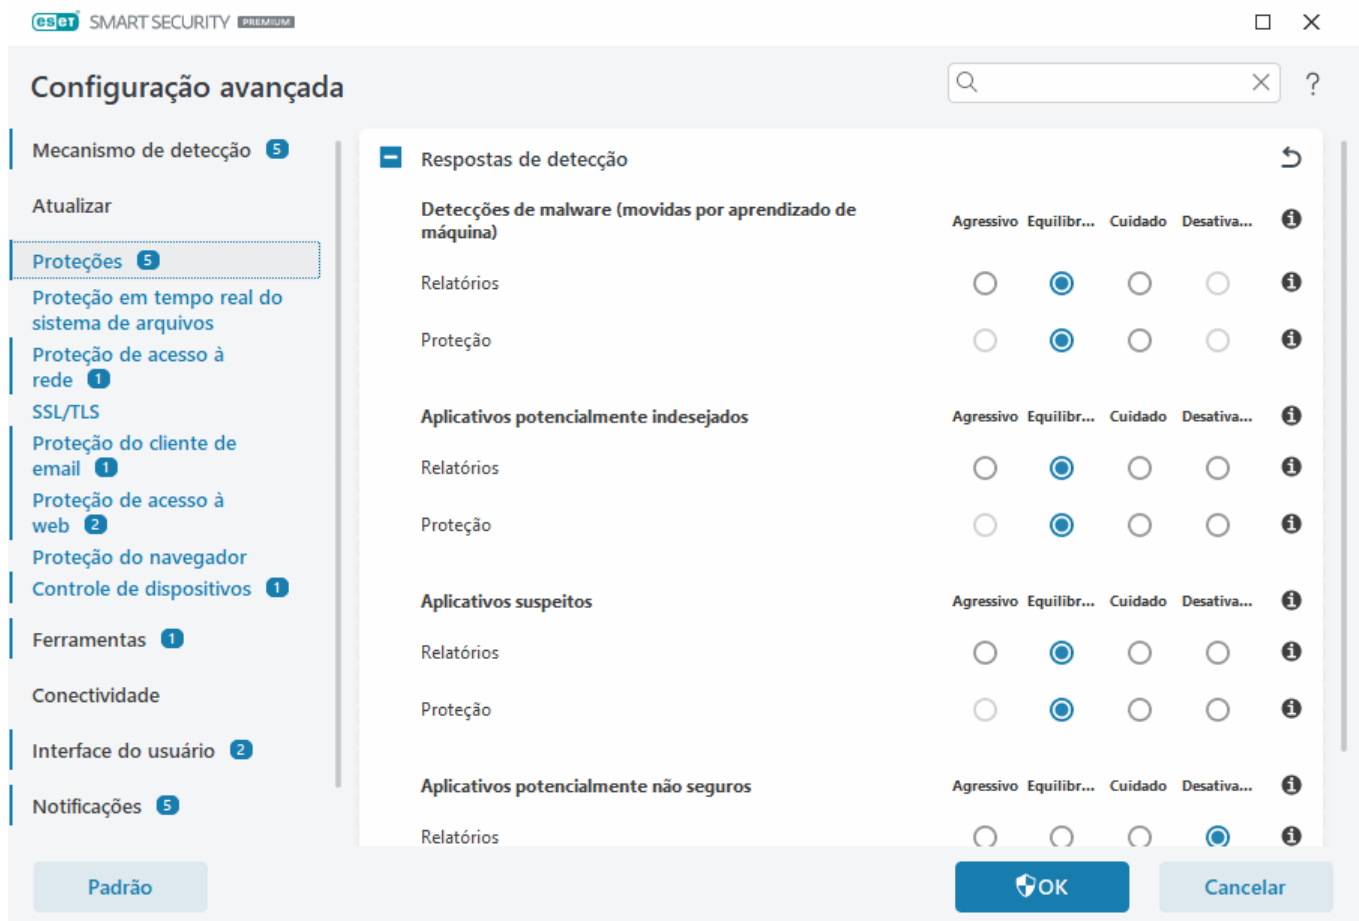 eset SMART SECURITY PREMIUM
Configuração avançada
?
Mecanismo de detecção 5
Atualizar
Proteções 5
Proteção em tempo real do
sistema de arquivos
Proteção de acesso à
rede 1
SSL/TLS
Proteção do cliente de
email 1
Proteção de acesso à
web 2
Proteção do navegador
Controle de dispositivos 1
Ferramentas 1
Conectividade
Interface do usuário 2
Notificações 5
Respostas de detecção
Detecções de malware (movidas por aprendizado de
máquina)
Agressivo Equilibr... Cuidado Desativa...
Relatórios
Proteção
Aplicativos potencialmente indesejados
Agressivo Equilibr... Cuidado Desativa...
Relatórios
Proteção
Aplicativos suspeitos
Agressivo Equilibr... Cuidado Desativa...
Relatórios
Proteção
Aplicativos potencialmente não seguros
Agressivo Equilibr... Cuidado Desativa...
Relatórios
Padrão
OK
Cancelar